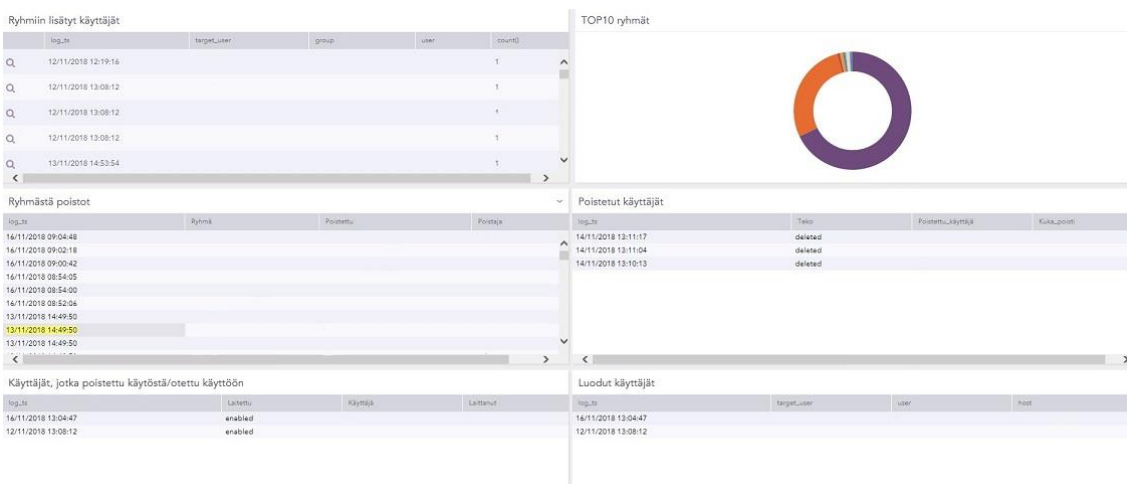 Ryhmiin lisätyt käyttäjät
log_ts target_user group user count()
12/11/2018 12:19:16 1
12/11/2018 13:08:12 1
12/11/2018 13:08:12
12/11/2018 13:08:12 1
13/11/2018 14:53:54 1
TOP10 ryhmät
Ryhmästä poistot
log_ts Ryhmä Poistettu Poistaja
16/11/2018 09:04:48
16/11/2018 09:02:18
16/11/2018 09:00:42
16/11/2018 08:54:05
16/11/2018 08:54:00
16/11/2018 08:52:06
13/11/2018 14:49:50
13/11/2018 14:49:50
13/11/2018 14:49:50
Poistetut käyttäjät
log_ts Teko Poistettu_käyttäjä Kuka_poisti
14/11/2018 13:11:17 deleted
14/11/2018 13:11:04 deleted
14/11/2018 13:10:13 deleted
Käyttäjät, jotka poistettu käytöstä/otettu käyttöön
log_ts Laitettu Käyttäjä Laittanut
16/11/2018 13:04:47 enabled
12/11/2018 13:08:12 enabled
Luodut käyttäjät
log_ts target_user user host
16/11/2018 13:04:47
12/11/2018 13:08:12